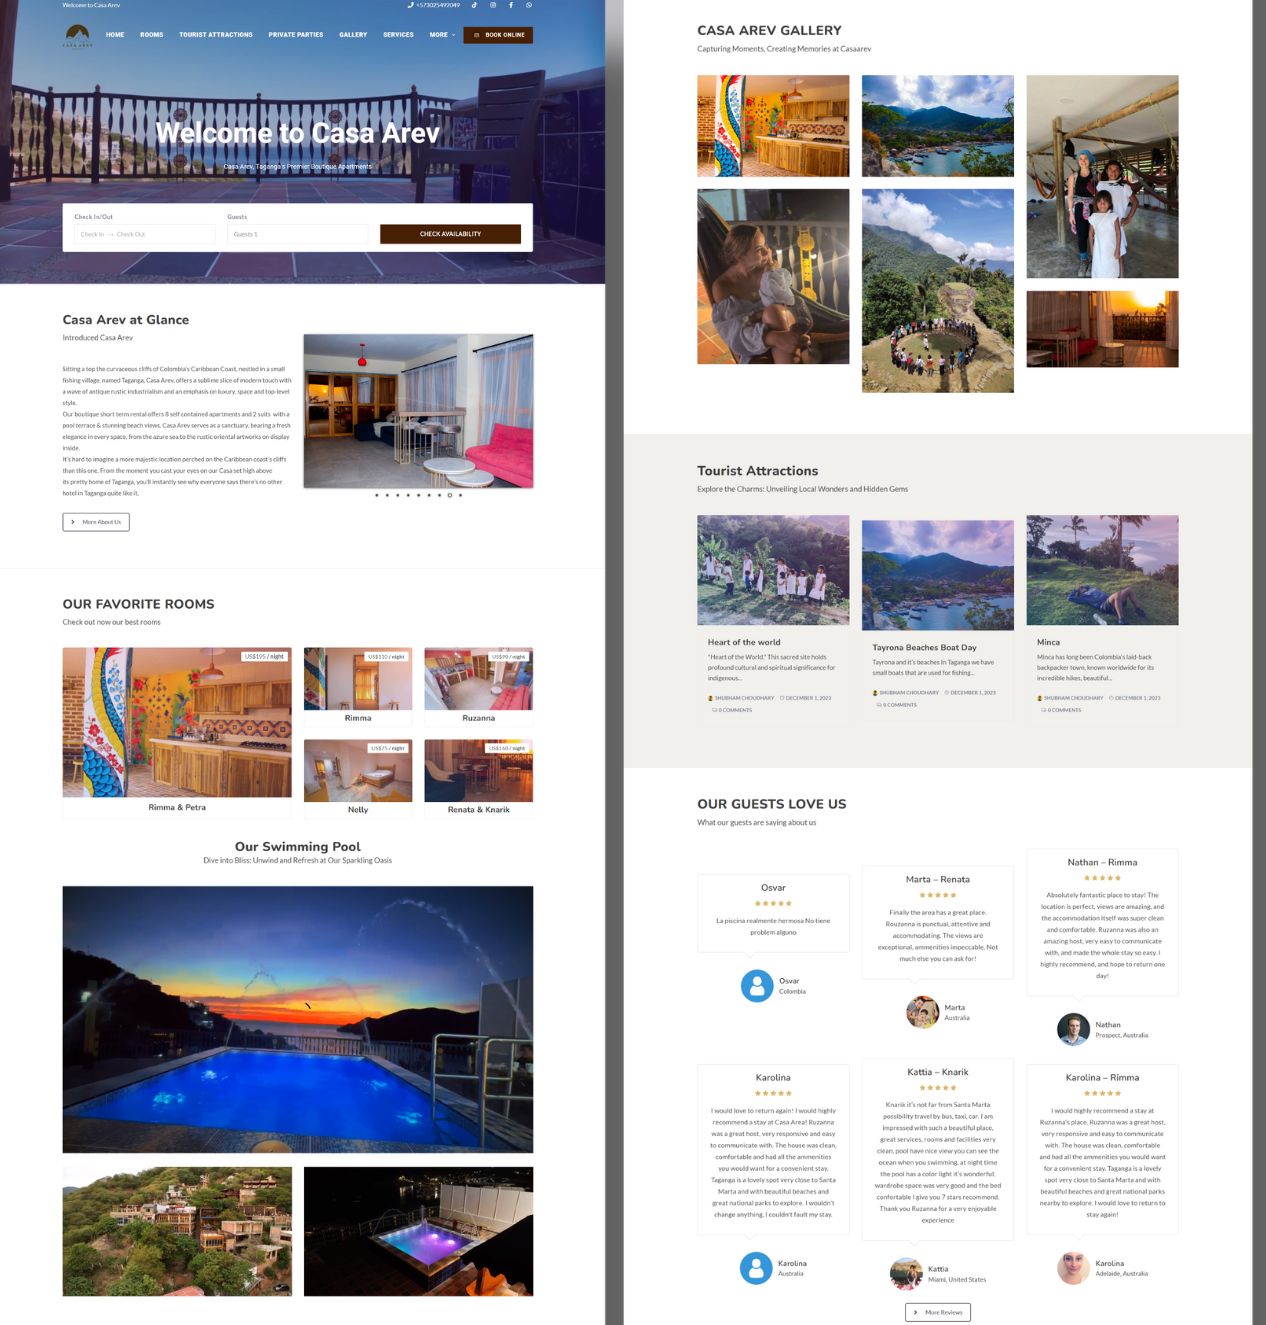 Welcome to Casa Arev
+573025492049
CASA AREV
HOME ROOMS TOURIST ATTRACTIONS PRIVATE PARTIES GALLERY SERVICES MORE BOOK ONLINE
Welcome to Casa Arev
Casa Arev, Taganga's Premier Boutique Apartments
Check In/Out
Guests
Check In → Check Out
Guests 1
CHECK AVAILABILITY
Casa Arev at Glance
Introduced Casa Arev
Sitting a top the curvaceous cliffs of Colombia's Caribbean Coast, nestled in a small
fishing village, named Taganga, Casa Arev, offers a sublime slice of modern touch with
a wave of antique rustic industrialism and an emphasis on luxury, space and top-level
style.
Our boutique short term rental offers 8 self contained apartments and 2 suits with a
pool terrace & stunning beach views. Casa Arev serves as a sanctuary, bearing a fresh
elegance in every space, from the azure sea to the rustic oriental artworks on display
inside.
It's hard to imagine a more majestic location perched on the Caribbean coast's cliffs
than this one. From the moment you cast your eyes on our Casa set high above
its pretty home of Taganga, you'll instantly see why everyone says there's no other
hotel in Taganga quite like it.
More About Us
OUR FAVORITE ROOMS
Check out now our best rooms
US$195 / night
Rimma & Petra
US$110 / night
Rimma
US$90 / night
Ruzanna
US$75 / night
Nelly
US$160 / night
Renata & Knarik
Our Swimming Pool
Dive into Bliss: Unwind and Refresh at Our Sparkling Oasis
CASA AREV GALLERY
Capturing Moments, Creating Memories at Casaarev
Tourist Attractions
Explore the Charms: Unveiling Local Wonders and Hidden Gems
Heart of the world
"Heart of the World." This sacred site holds
profound cultural and spiritual significance for
indigenous...
SHUBHAM CHOUDHARY DECEMBER 1, 2023
0 COMMENTS
Tayrona Beaches Boat Day
Tayrona and it's beaches In Taganga we have
small boats that are used for fishing...
SHUBHAM CHOUDHARY DECEMBER 1, 2023
0 COMMENTS
Minca
Minca has long been Colombia's laid-back
backpacker town, known worldwide for its
incredible hikes, beautiful...
SHUBHAM CHOUDHARY DECEMBER 1, 2023
0 COMMENTS
OUR GUESTS LOVE US
What our guests are saying about us
Osvar
La piscina realmente hermosa No tiene
problem alguno
Osvar
Colombia
Marta – Renata
Finally the area has a great place.
Rouzanna is punctual, attentive and
accommodating. The views are
exceptional, ammenities impeccable. Not
much else you can ask for!
Marta
Australia
Nathan – Rimma
Absolutely fantastic place to stay! The
location is perfect, views are amazing, and
the accommodation itself was super clean
and comfortable. Ruzanna was also an
amazing host, very easy to communicate
with, and made the whole stay so easy. I
highly recommend, and hope to return one
day!
Nathan
Prospect, Australia
Karolina
I would love to return again! I would highly
recommend a stay at Casa Area! Ruzanna
was a great host, very responsive and easy
to communicate with. The house was clean,
comfortable and had all the ammenities
you would want for a convenient stay.
Taganga is a lovely spot very close to Santa
Marta and with beautiful beaches and
great national parks to explore. I wouldn't
change anything, I couldn't fault my stay.
Karolina
Australia
Kattia – Knarik
Knarik it's not far from Santa Marta
possibility travel by bus, taxi, car. I am
impressed with such a beautiful place,
great services, rooms and facilities very
clean, pool have nice view you can see the
ocean when you swimming, at night time
the pool has a color light it's wonderful;
wardrobe space was very good and the bed
confortable I give you 7 stars recommend.
Thank you Ruzanna for a very enjoyable
experience
Kattia
Miami, United States
Karolina – Rimma
I would highly recommend a stay at
Ruzanna's place. Ruzanna was a great host,
very responsive and easy to communicate
with. The house was clean, comfortable
and had all the ammenities you would want
for a convenient stay. Taganga is a lovely
spot very close to Santa Marta and with
beautiful beaches and great national parks
nearby to explore. I would love to return to
stay again!
Karolina
Adelaide, Australia
More Reviews